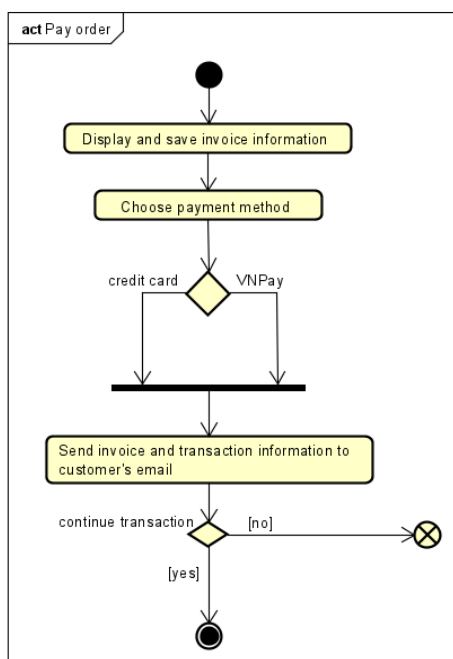 act Pay order
Display and save invoice information
Choose payment method
credit card
VNPay
Send invoice and transaction information to
customer's email
continue transaction
[no]
[yes]